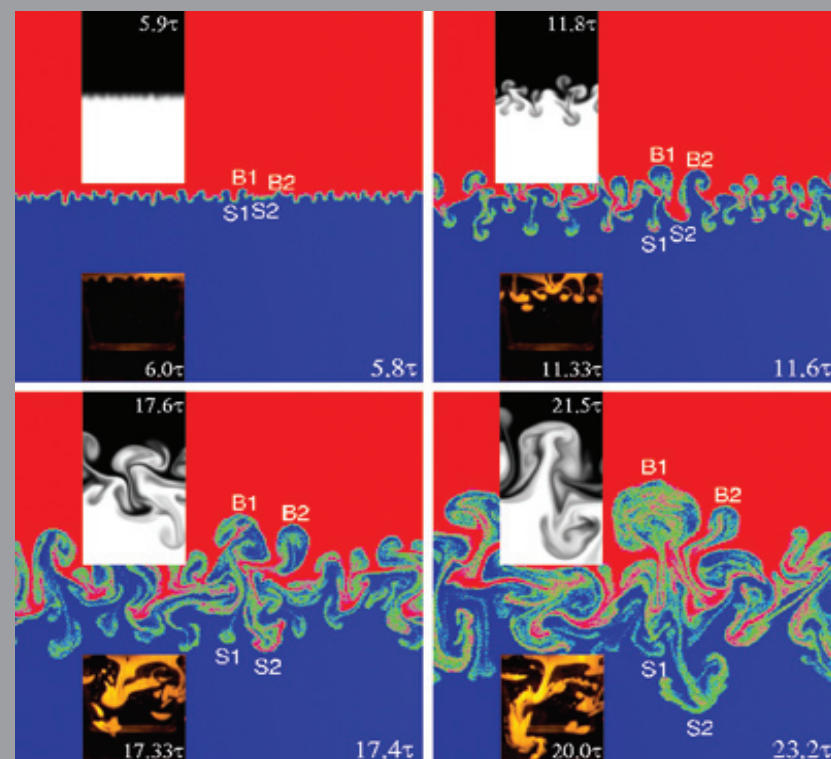 5.9τ
B1 B2
S1 S2
6.0τ
5.8τ
11.8τ
B1 B2
S1 S2
11.33τ
11.6τ
17.6τ
B1 B2
S1 S2
17.33τ
17.4τ
21.5τ
B1
B2
S1
S2
20.0τ
23.2τ